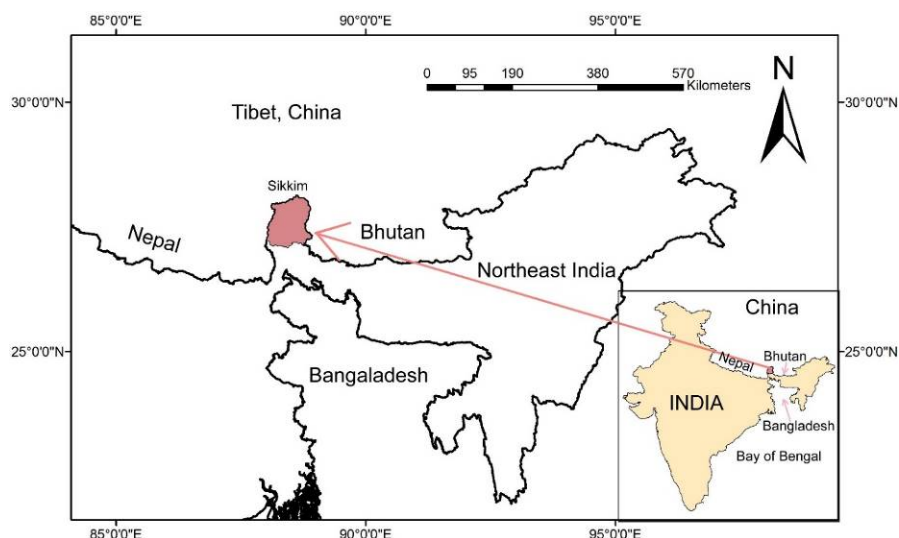 85°0'0"E 90°0'0"E 95°0'0"E
0 95 190 380 570
Kilometers
N
30°0'0"N 30°0'0"N
Tibet, China
Sikkim
Nepal
Bhutan
Northeast India
25°0'0"N 25°0'0"N
Bangaladesh
China
Nepal
Bhutan
INDIA
Bangladesh
Bay of Bengal
85°0'0"E 90°0'0"E 95°0'0"E